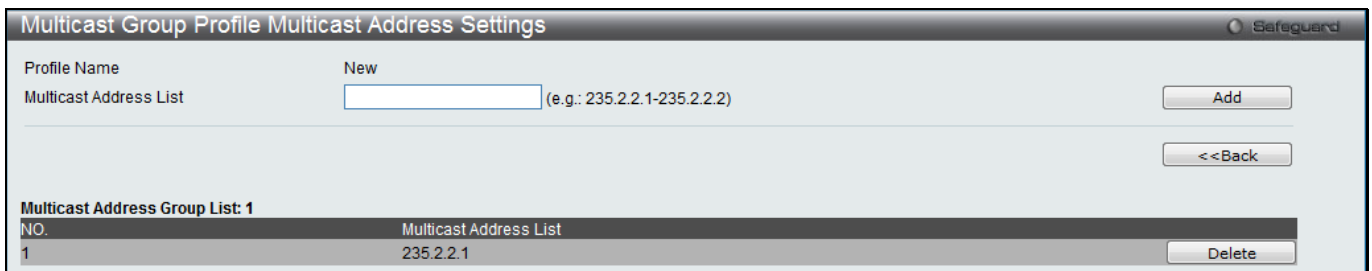 Multicast Group Profile Multicast Address Settings
Safeguard
Profile Name New
Multicast Address List (e.g.: 235.2.2.1-235.2.2.2) Add
<<Back
Multicast Address Group List: 1
NO. Multicast Address List
1 235.2.2.1 Delete